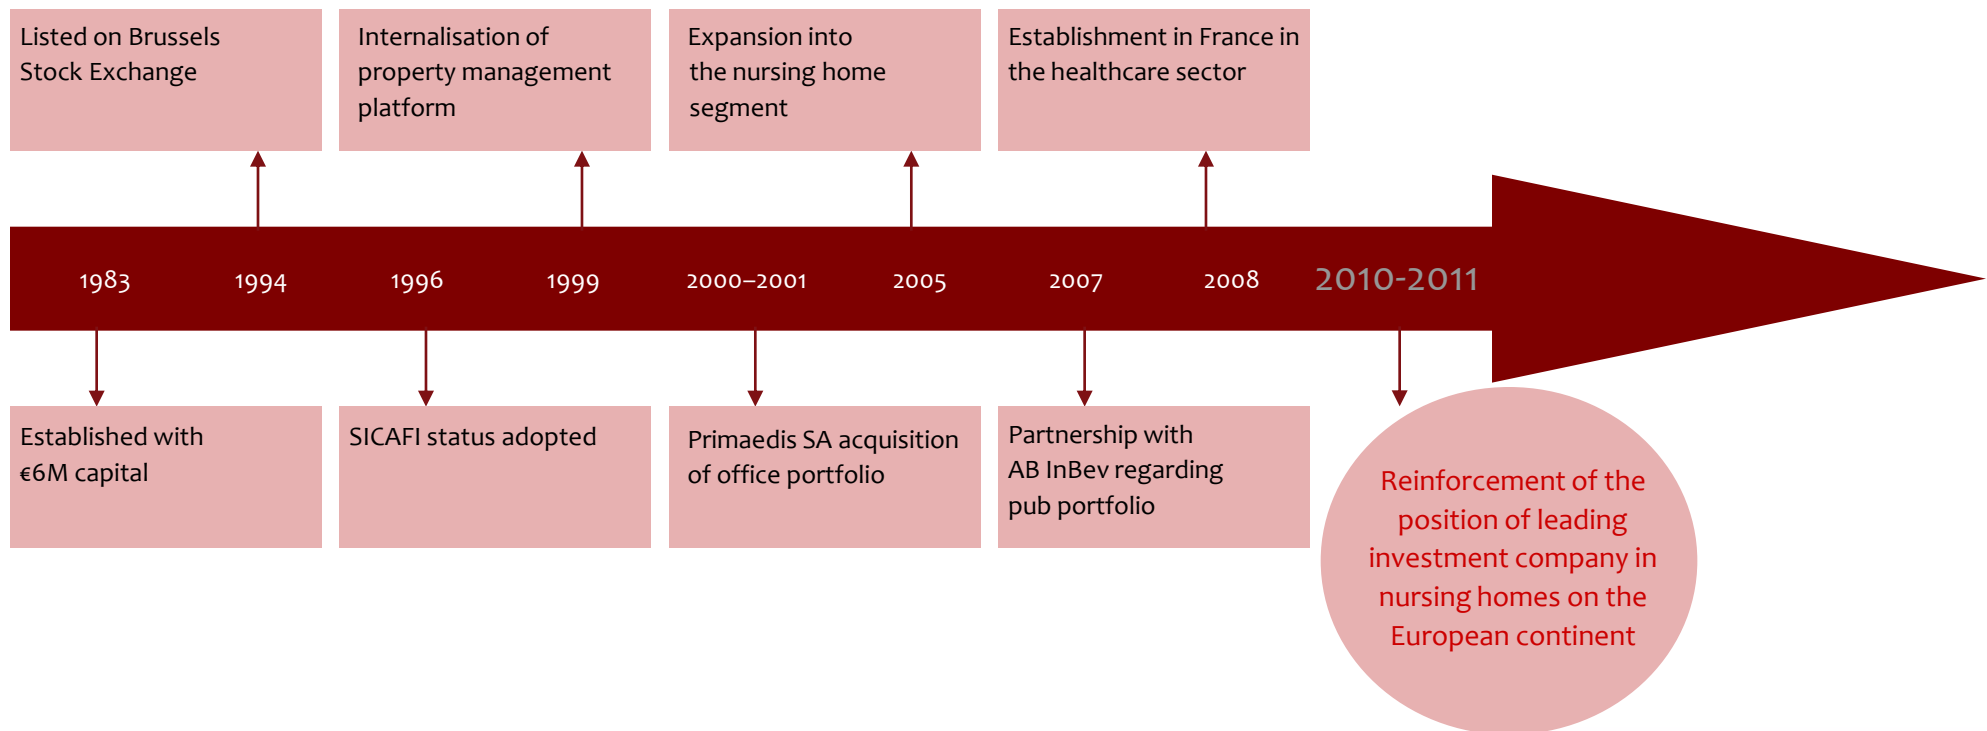 Listed on Brussels
Stock Exchange
Internalisation of
property management
platform
Expansion into
the nursing home
segment
Establishment in France in
the healthcare sector
1983
1994
1996
1999
2000–2001
2005
2007
2008
2010-2011
Established with
€6M capital
SICAFI status adopted
Primaedis SA acquisition
of office portfolio
Partnership with
AB InBev regarding
pub portfolio
Reinforcement of the
position of leading
investment company in
nursing homes on the
European continent